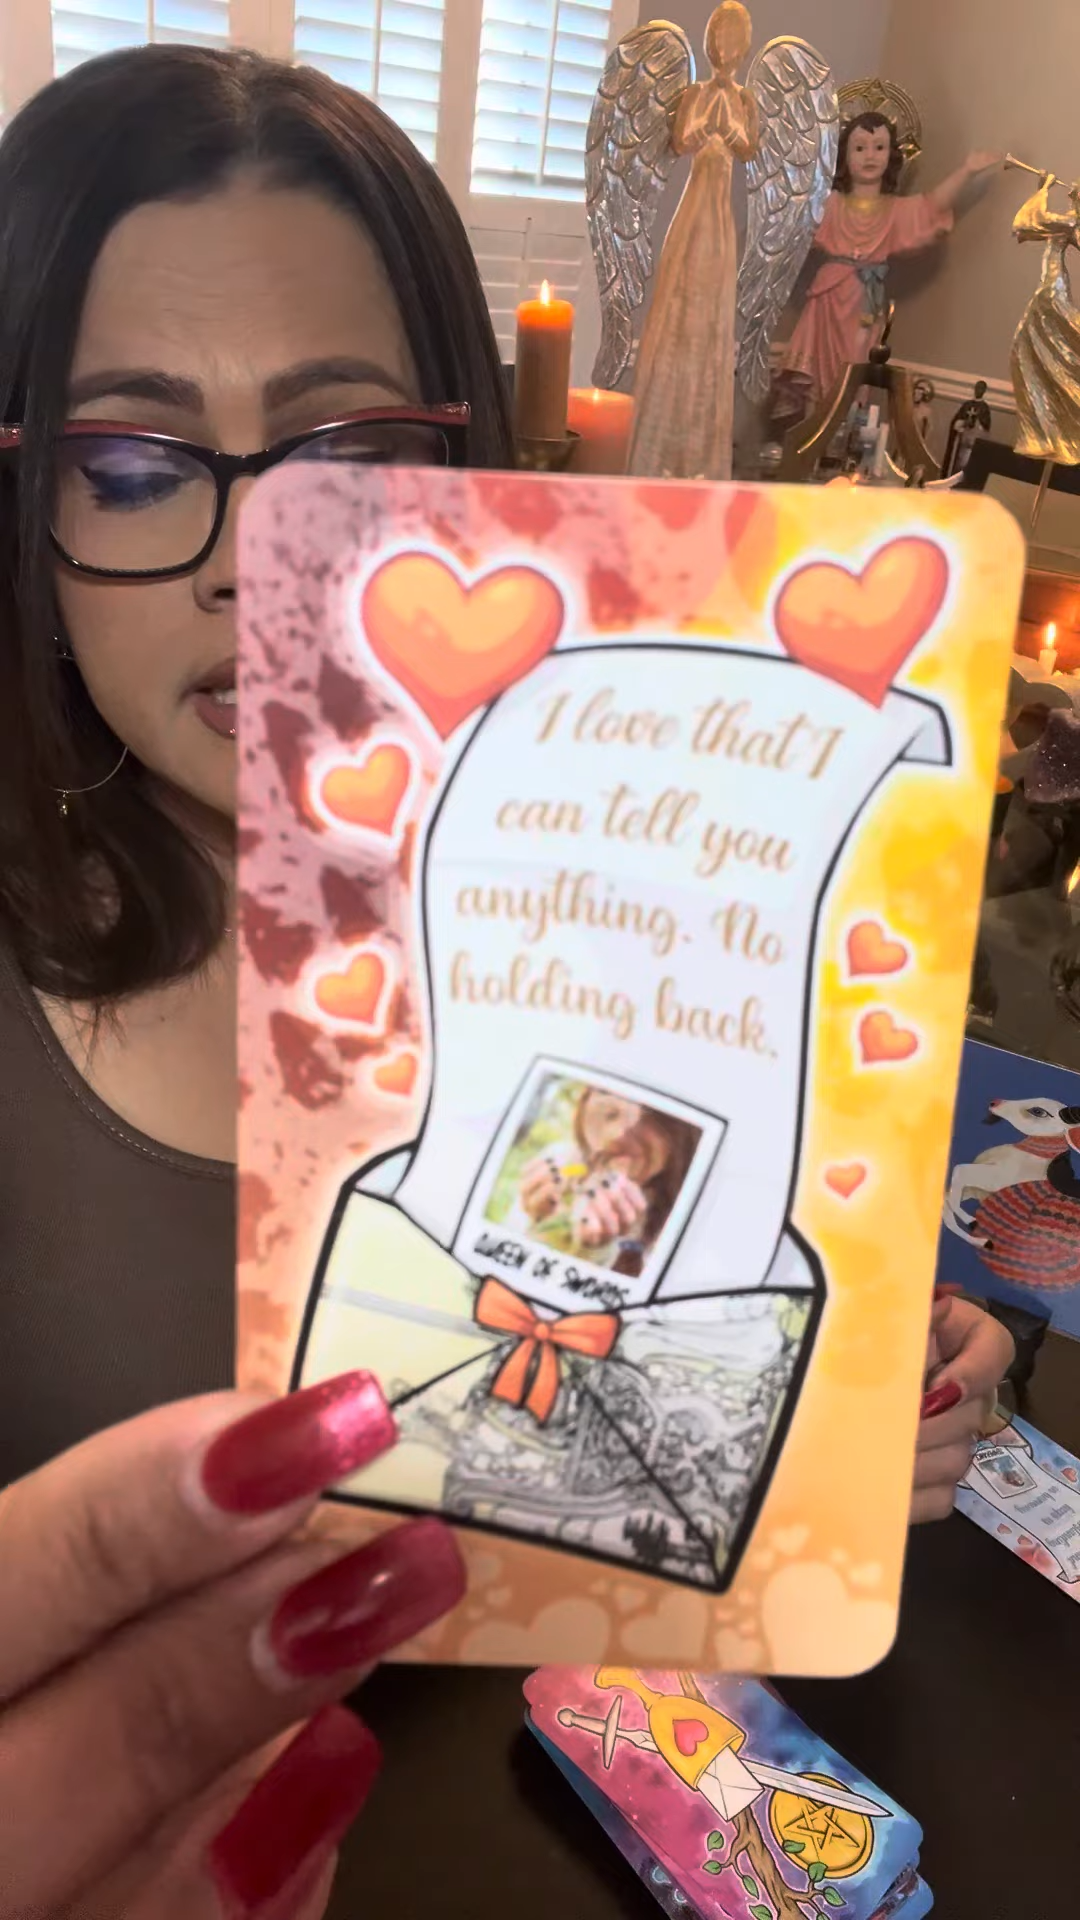 I love that I
can tell you
anything. No
holding back.
QUEEN OF SWORDS